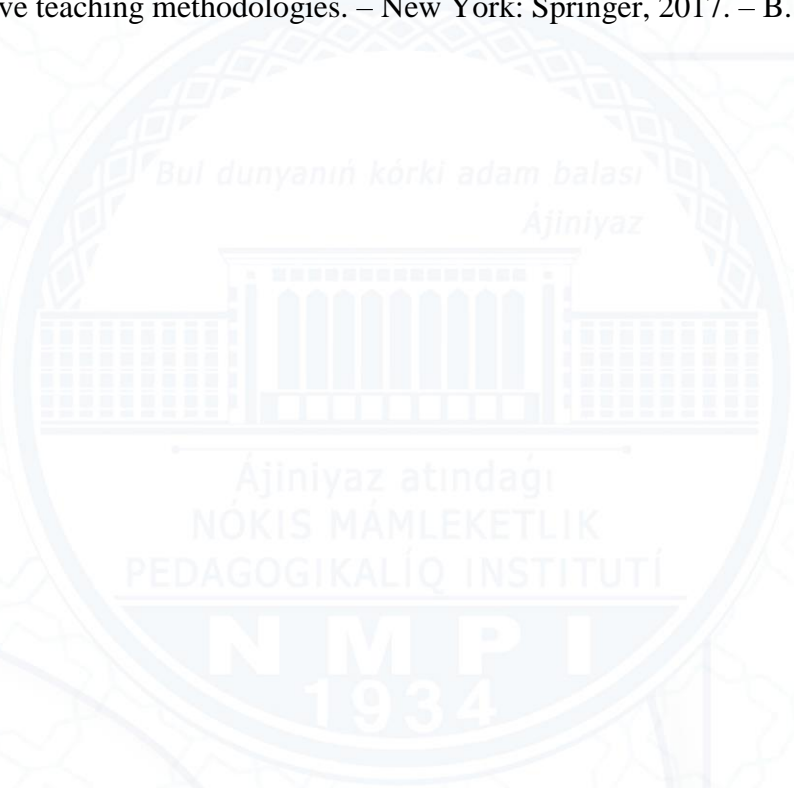 ve teaching methodologies. – New York: Springer, 2017. – B.
Bul dunyanıń kórki adam balası
Ájiniyaz
Ájiniyaz atındaǵı
NÓKIS MÁMLEKETLIK
PEDAGOGIKALÍQ INSTITUTÍ
NMPI
1934